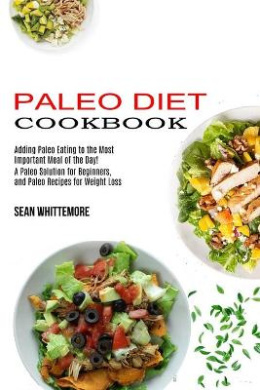 PALEO DIET
COOKBOOK
Adding Paleo Eating to the Most
Important Meal of the Day!
A Paleo Solution for Beginners,
and Paleo Recipes for Weight Loss
SEAN WHITTEMORE